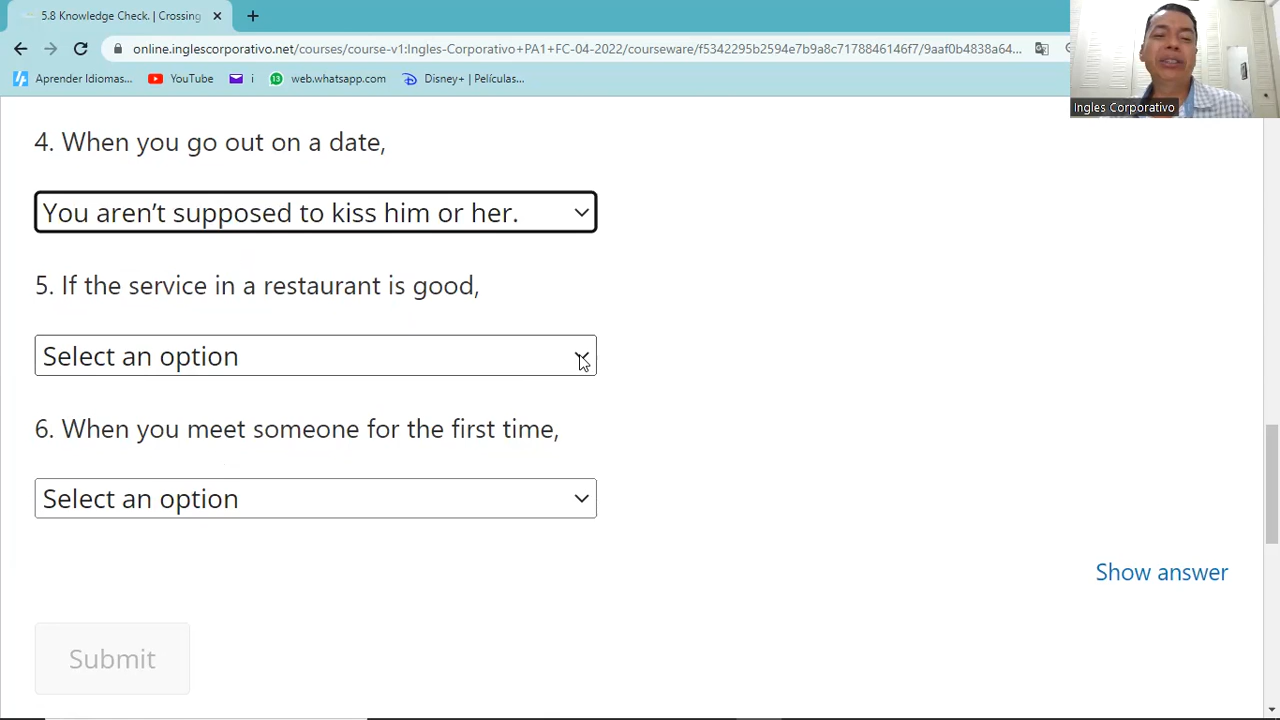 5.8 Knowledge Check. | Crossing
online.inglescorporativo.net/courses/course-v1:Ingles-Corporativo+PA1+FC-04-2022/courseware/f5342295b2594e7b9a8c7178846146f7/9aaf0b4838a64...
Aprender Idiomas... YouTube i web whatsapp.com Disney+ | Pelícu...
Ingles Corporativo
4. When you go out on a date,
You aren’t supposed to kiss him or her.
5. If the service in a restaurant is good,
Select an option
6. When you meet someone for the first time,
Select an option
Show answer
Submit